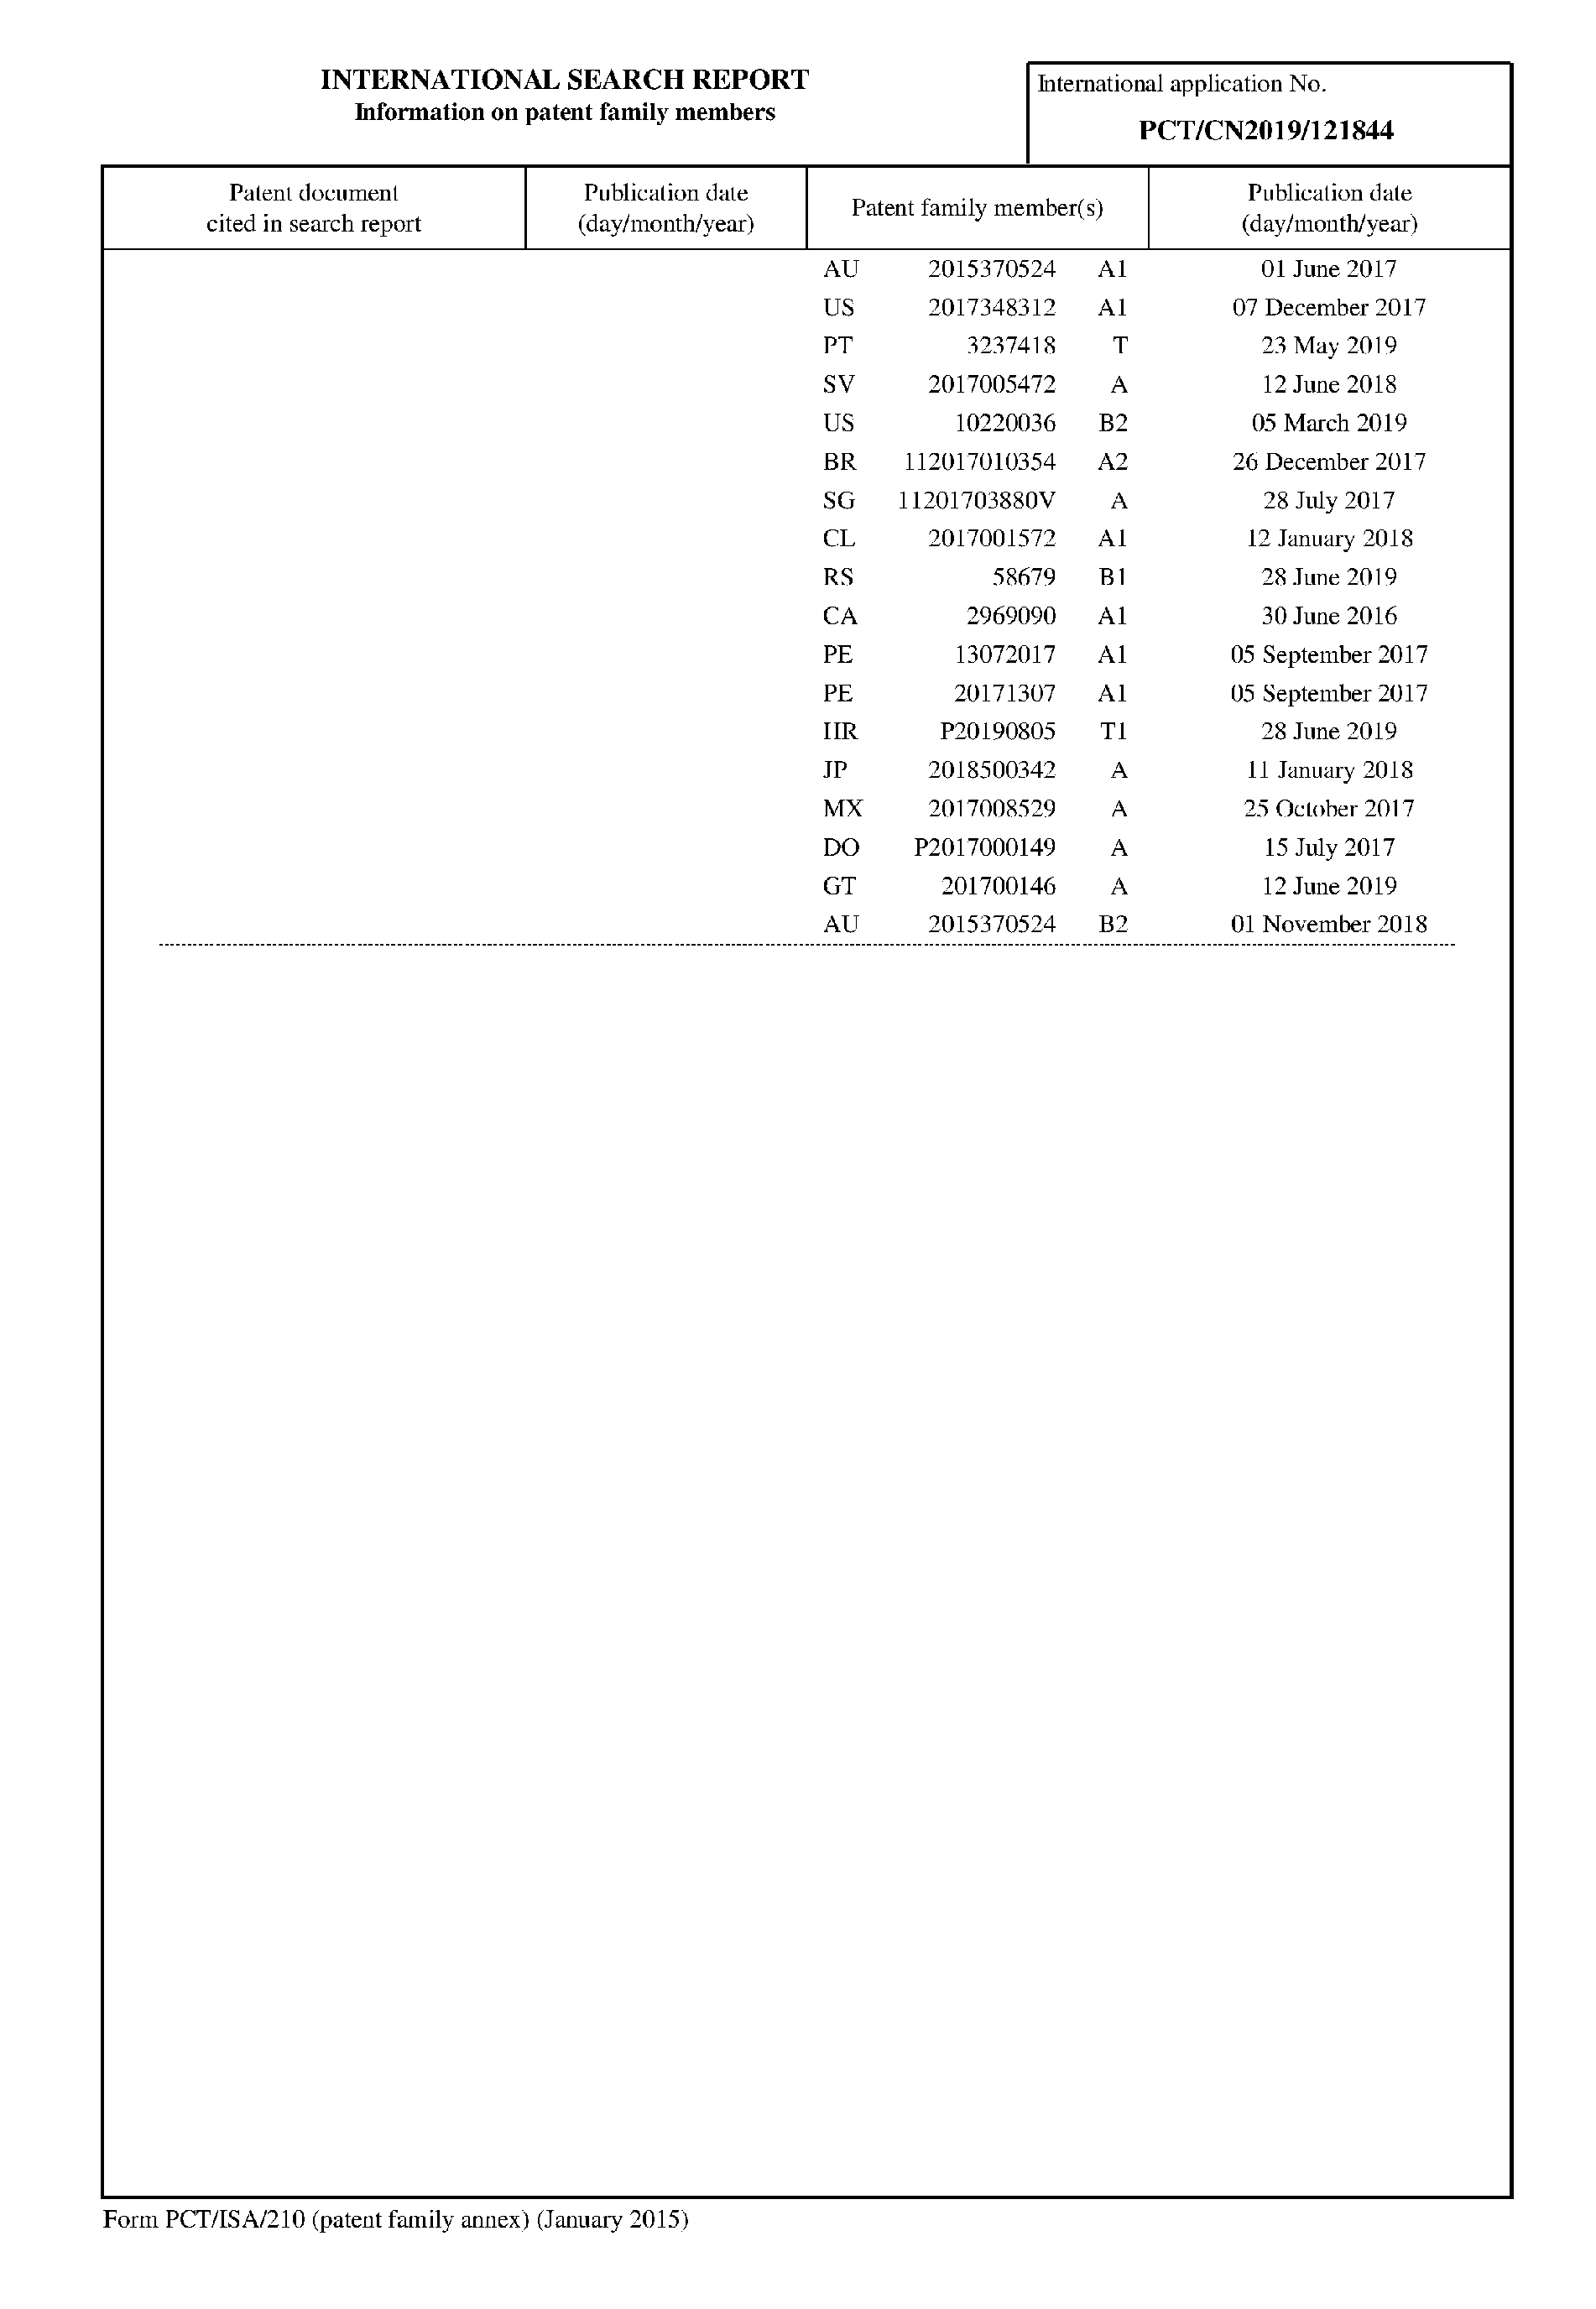 INTERNATIONAL SEARCH REPORT
Information on patent family members
International application No.
PCT/CN2019/121844
Patent document
cited in search report
Publication date
(day/month/year)
Patent family member(s)
Publication date
(day/month/year)
AU 2015370524 A1 01 June 2017
US 2017348312 A1 07 December 2017
PT 3237418 T 23 May 2019
SV 2017005472 A 12 June 2018
US 10220036 B2 05 March 2019
BR 112017010354 A2 26 December 2017
SG 11201703880V A 28 July 2017
CL 2017001572 A1 12 January 2018
RS 58679 B1 28 June 2019
CA 2969090 A1 30 June 2016
PE 13072017 A1 05 September 2017
PE 20171307 A1 05 September 2017
HR P20190805 T1 28 June 2019
JP 2018500342 A 11 January 2018
MX 2017008529 A 25 October 2017
DO P2017000149 A 15 July 2017
GT 201700146 A 12 June 2019
AU 2015370524 B2 01 November 2018
Form PCT/ISA/210 (patent family annex) (January 2015)